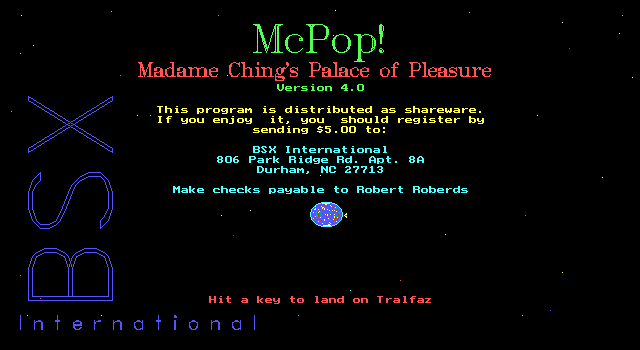 McPop!
Madame Ching's Palace of Pleasure
Version 4.0
This program is distributed as shareware.
If you enjoy it, you should register by
sending $5.00 to:
BSX International
806 Park Ridge Rd. Apt. 8A
Durham, NC 27713
Make checks payable to Robert Roberds
Hit a key to land on Tralfaz
BSX
International